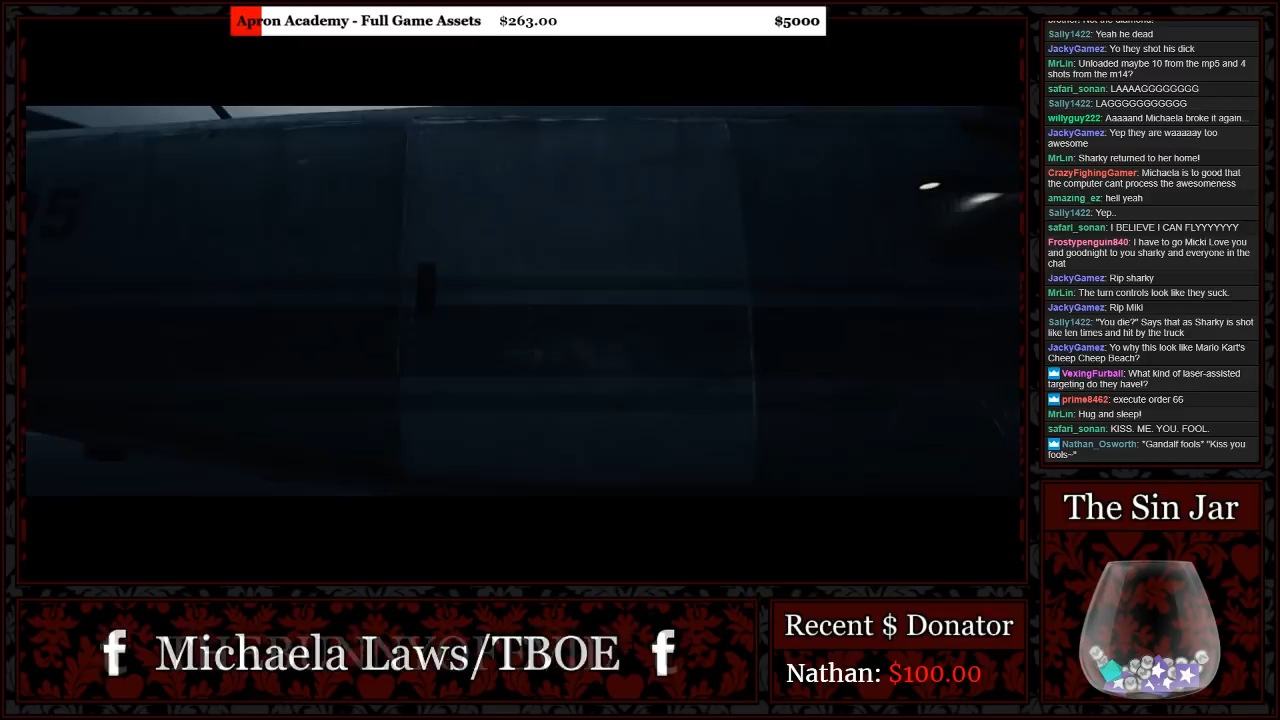 Apron Academy - Full Game Assets $263.00 $5000
Sally1422: Yeah he dead
JackyGamez: Yo they shot his dick
MrLin: Unloaded maybe 10 from the mp5 and 4
shots from the m14?
safari_sonan: LAAAAGGGGGGGG
Sally1422: LAGGGGGGGGGGG
willyguy222: Aaaaand Michaela broke it again...
JackyGamez: Yep they are waaaaay too
awesome
MrLin: Sharky returned to her home!
CrazyFighingGamer: Michaela is to good that
the computer cant process the awesomeness
amazing_ez: hell yeah
Sally1422: Yep..
safari_sonan: I BELIEVE I CAN FLYYYYYYY
Frostypenguin840: I have to go Micki Love you
and goodnight to you sharky and everyone in the
chat
JackyGamez: Rip sharky
MrLin: The turn controls look like they suck.
JackyGamez: Rip Miki
Sally1422: "You die?" Says that as Sharky is shot
like ten times and hit by the truck
JackyGamez: Yo why this look like Mario Kart's
Cheep Cheep Beach?
VexingFurball: What kind of laser-assisted
targeting do they have!?
prime8462: execute order 66
MrLin: Hug and sleep!
safari_sonan: KISS. ME. YOU. FOOL.
Nathan_Osworth: "Gandalf fools" "Kiss you
fools~"
The Sin Jar
f Michaela Laws/TBOE f
Recent $ Donator
Nathan: $100.00